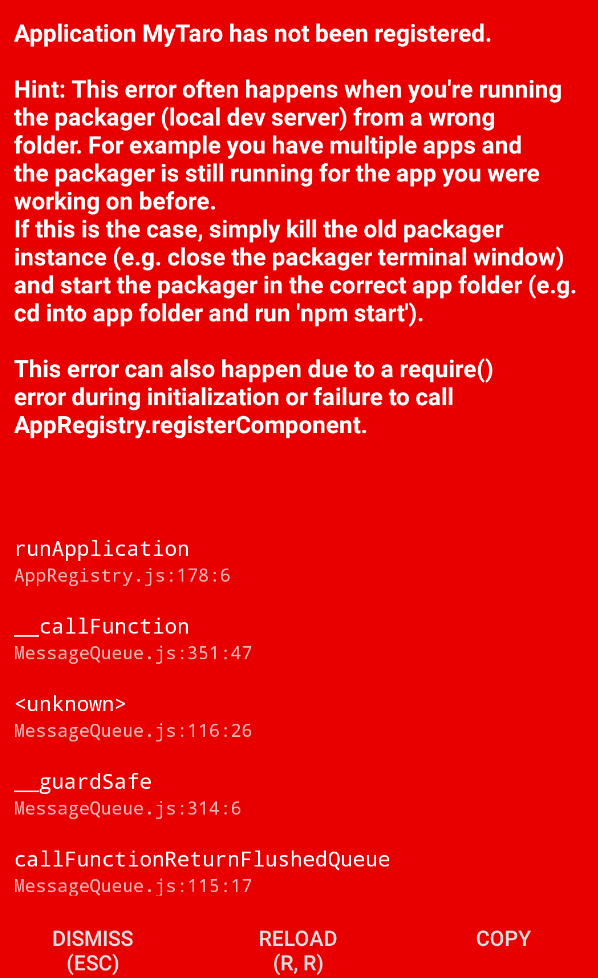 Application MyTaro has not been registered.
Hint: This error often happens when you're running
the packager (local dev server) from a wrong
folder. For example you have multiple apps and
the packager is still running for the app you were
working on before.
If this is the case, simply kill the old packager
instance (e.g. close the packager terminal window)
and start the packager in the correct app folder (e.g.
cd into app folder and run 'npm start').
This error can also happen due to a require()
error during initialization or failure to call
AppRegistry.registerComponent.
runApplication
AppRegistry.js:178:6
__callFunction
MessageQueue.js:351:47
<unknown>
MessageQueue.js:116:26
__guardSafe
MessageQueue.js:314:6
callFunctionReturnFlushedQueue
MessageQueue.js:115:17
DISMISS RELOAD COPY
(ESC) (R, R)